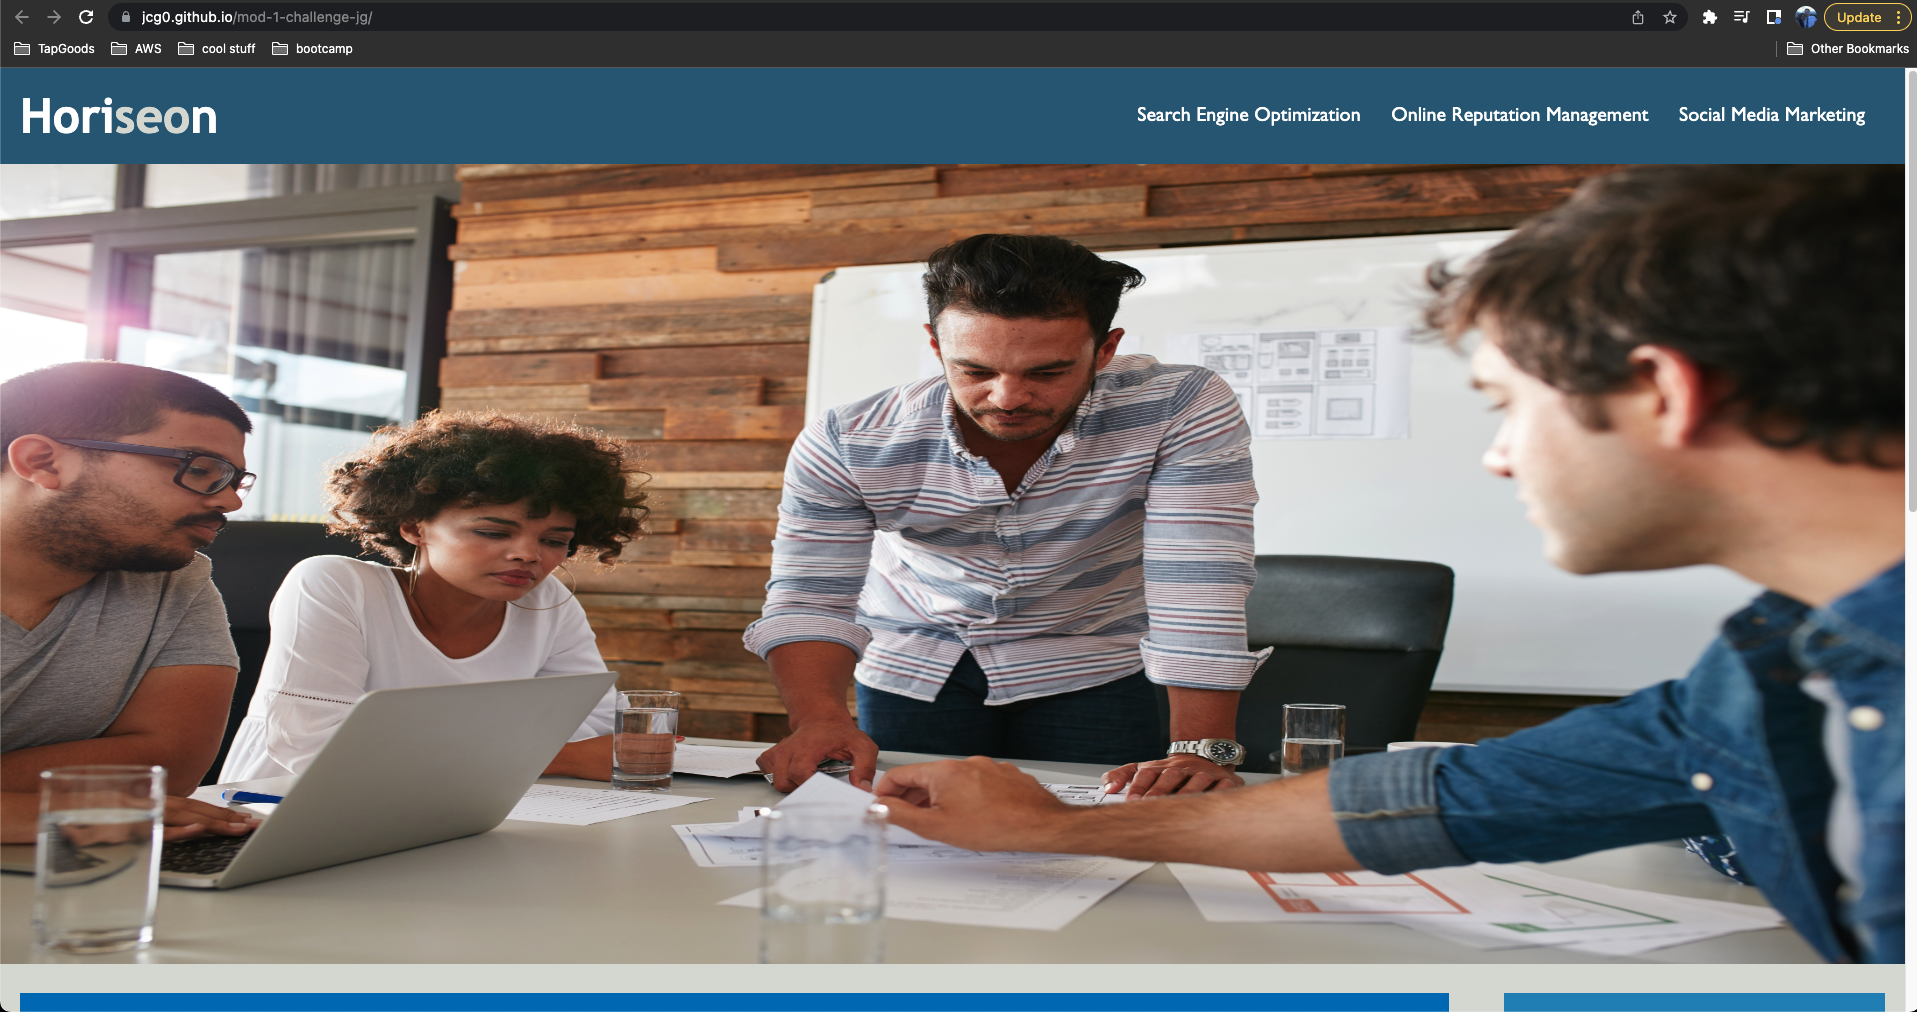 jcg0.github.io/mod-1-challenge-jg/
Update
TapGoods AWS cool stuff bootcamp Other Bookmarks
Horiseon Search Engine Optimization Online Reputation Management Social Media Marketing